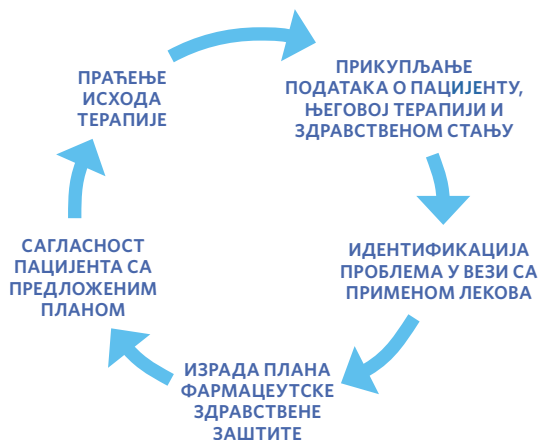 ПРАЋЕЊЕ
ИСХОДА
ТЕРАПИЈЕ
ПРИКУПЉАЊЕ
ПОДАТАКА О ПАЦИЈЕНТУ,
ЊЕГОВОЈ ТЕРАПИЈИ И
ЗДРАВСТВЕНОМ СТАЊУ
ИДЕНТИФИКАЦИЈА
ПРОБЛЕМА У ВЕЗИ СА
ПРИМЕНОМ ЛЕКОВА
ИЗРАДА ПЛАНА
ФАРМАЦЕУТСКЕ
ЗДРАВСТВЕНЕ
ЗАШТИТЕ
САГЛАСНОСТ
ПАЦИЈЕНТА СА
ПРЕДЛОЖЕНИМ
ПЛАНОМ